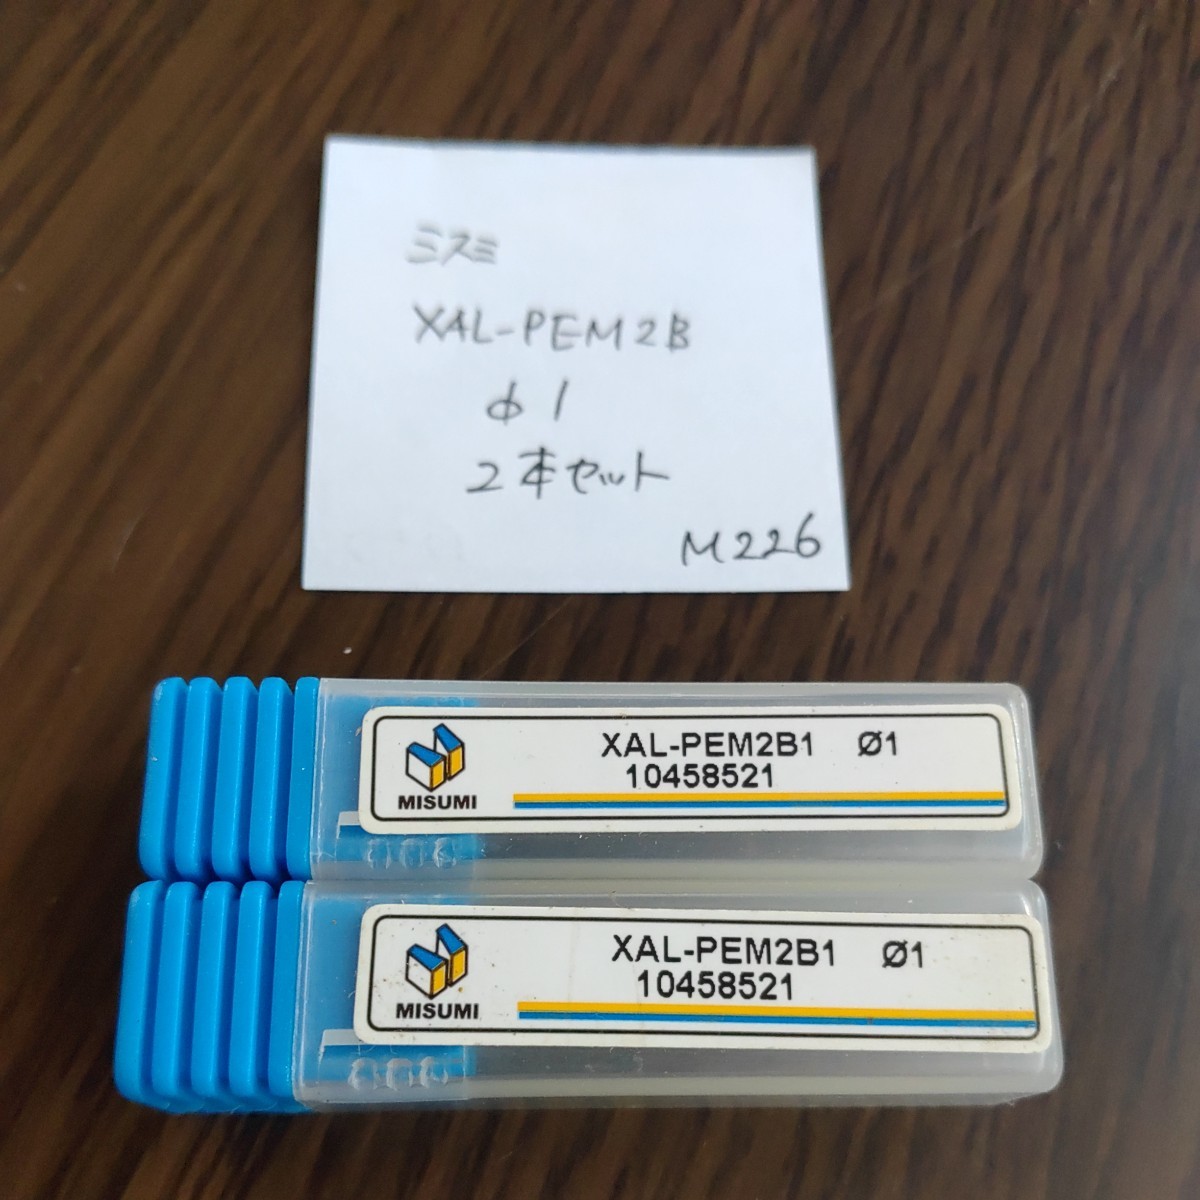 ミスミ
XAL-PEM2B
φ1
2本セット
M226
XAL-PEM2B1 Ø1
10458521
MISUMI
XAL-PEM2B1 Ø1
10458521
MISUMI